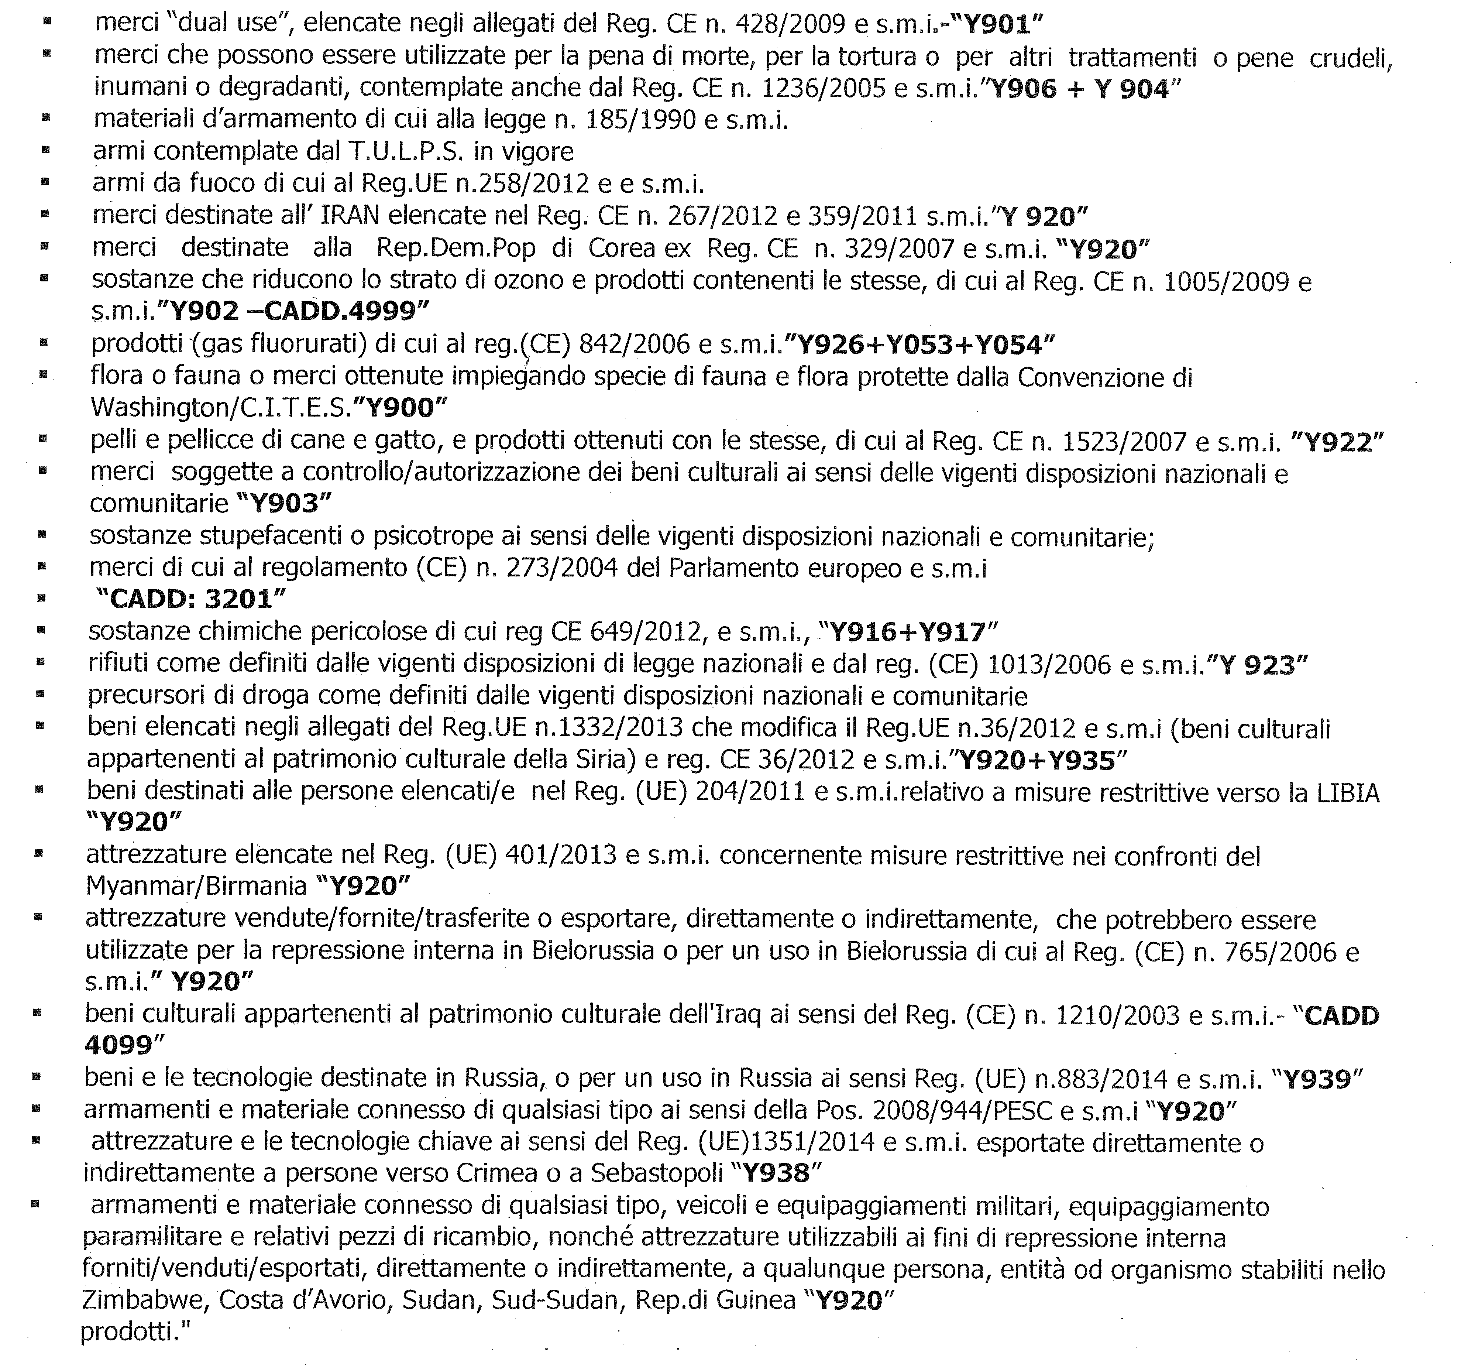 ▪ merci "dual use", elencate negli allegati del Reg. CE n. 428/2009 e s.m.i.-"Y901"
▪ merci che possono essere utilizzate per la pena di morte, per la tortura o per altri trattamenti o pene crudeli,
inumani o degradanti, contemplate anche dal Reg. CE n. 1236/2005 e s.m.i."Y906 + Y 904"
▪ materiali d'armamento di cui alla legge n. 185/1990 e s.m.i.
▪ armi contemplate dal T.U.L.P.S. in vigore
▪ armi da fuoco di cui al Reg.UE n.258/2012 e e s.m.i.
▪ merci destinate all' IRAN elencate nel Reg. CE n. 267/2012 e 359/2011 s.m.i."Y 920"
▪ merci destinate alla Rep.Dem.Pop di Corea ex Reg. CE n. 329/2007 e s.m.i. "Y920"
▪ sostanze che riducono lo strato di ozono e prodotti contenenti le stesse, di cui al Reg. CE n. 1005/2009 e
s.m.i."Y902 –CADD.4999"
▪ prodotti (gas fluorurati) di cui al reg.(CE) 842/2006 e s.m.i."Y926+Y053+Y054"
▪ flora o fauna o merci ottenute impiegando specie di fauna e flora protette dalla Convenzione di
Washington/C.I.T.E.S."Y900"
▪ pelli e pellicce di cane e gatto, e prodotti ottenuti con le stesse, di cui al Reg. CE n. 1523/2007 e s.m.i. "Y922"
▪ merci soggette a controllo/autorizzazione dei beni culturali ai sensi delle vigenti disposizioni nazionali e
comunitarie "Y903"
▪ sostanze stupefacenti o psicotrope ai sensi delle vigenti disposizioni nazionali e comunitarie;
▪ merci di cui al regolamento (CE) n. 273/2004 del Parlamento europeo e s.m.i
▪ "CADD: 3201"
▪ sostanze chimiche pericolose di cui reg CE 649/2012, e s.m.i., "Y916+Y917"
▪ rifiuti come definiti dalle vigenti disposizioni di legge nazionali e dal reg. (CE) 1013/2006 e s.m.i."Y 923"
▪ precursori di droga come definiti dalle vigenti disposizioni nazionali e comunitarie
▪ beni elencati negli allegati del Reg.UE n.1332/2013 che modifica il Reg.UE n.36/2012 e s.m.i (beni culturali
appartenenti al patrimonio culturale della Siria) e reg. CE 36/2012 e s.m.i."Y920+Y935"
▪ beni destinati alle persone elencati/e nel Reg. (UE) 204/2011 e s.m.i.relativo a misure restrittive verso la LIBIA
"Y920"
▪ attrezzature elencate nel Reg. (UE) 401/2013 e s.m.i. concernente misure restrittive nei confronti del
Myanmar/Birmania "Y920"
▪ attrezzature vendute/fornite/trasferite o esportare, direttamente o indirettamente, che potrebbero essere
utilizzate per la repressione interna in Bielorussia o per un uso in Bielorussia di cui al Reg. (CE) n. 765/2006 e
s.m.i." Y920"
▪ beni culturali appartenenti al patrimonio culturale dell'Iraq ai sensi del Reg. (CE) n. 1210/2003 e s.m.i.- "CADD
4099"
▪ beni e le tecnologie destinate in Russia, o per un uso in Russia ai sensi Reg. (UE) n.883/2014 e s.m.i. "Y939"
▪ armamenti e materiale connesso di qualsiasi tipo ai sensi della Pos. 2008/944/PESC e s.m.i "Y920"
▪ attrezzature e le tecnologie chiave ai sensi del Reg. (UE)1351/2014 e s.m.i. esportate direttamente o
indirettamente a persone verso Crimea o a Sebastopoli "Y938"
▪ armamenti e materiale connesso di qualsiasi tipo, veicoli e equipaggiamenti militari, equipaggiamento
paramilitare e relativi pezzi di ricambio, nonché attrezzature utilizzabili ai fini di repressione interna
forniti/venduti/esportati, direttamente o indirettamente, a qualunque persona, entità od organismo stabiliti nello
Zimbabwe, Costa d'Avorio, Sudan, Sud-Sudan, Rep.di Guinea "Y920"
prodotti."